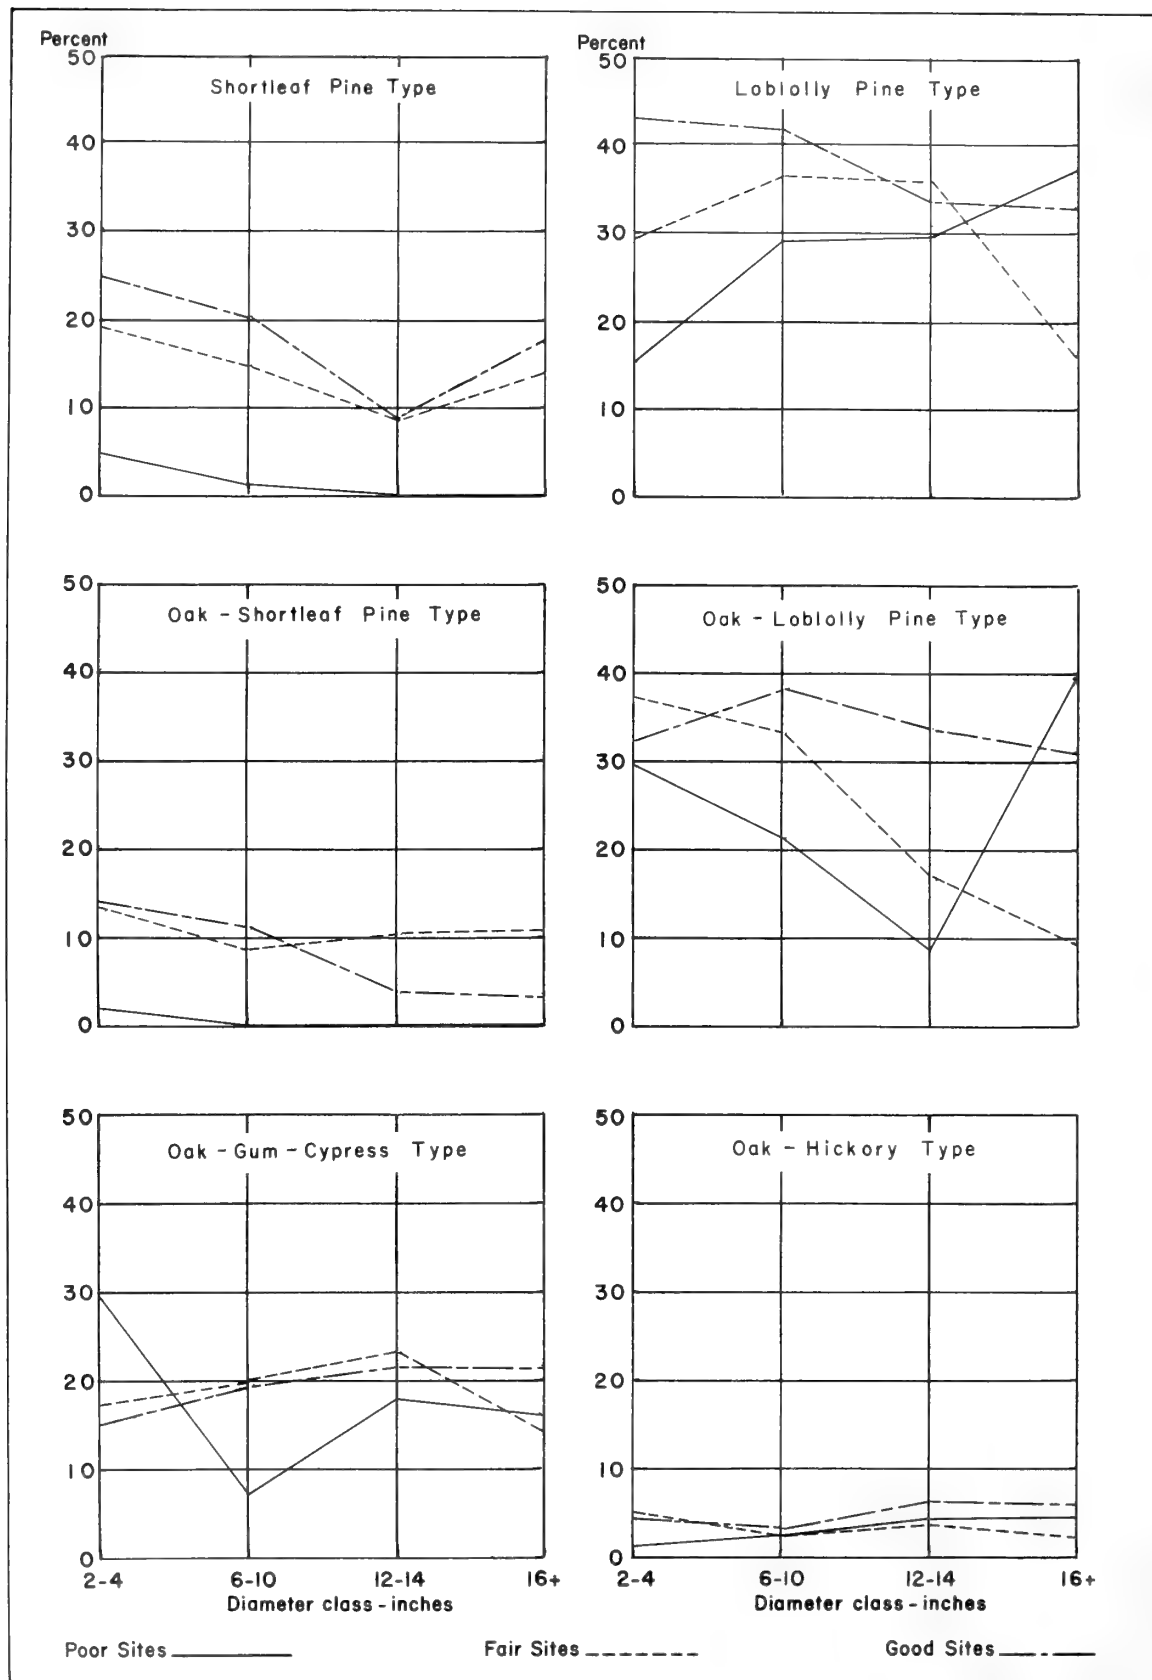 Percent
50
Shortleaf Pine Type
40
30
20
10
0
Percent
50
Loblolly Pine Type
40
30
20
10
0
50
Oak - Shortleaf Pine Type
40
30
20
10
0
50
Oak - Loblolly Pine Type
40
30
20
10
0
50
Oak - Gum - Cypress Type
40
30
20
10
0
2-4 6-10 12-14 16+
Diameter class - inches
50
Oak - Hickory Type
40
30
20
10
0
2-4 6-10 12-14 16+
Diameter class - inches
Poor Sites Fair Sites Good Sites